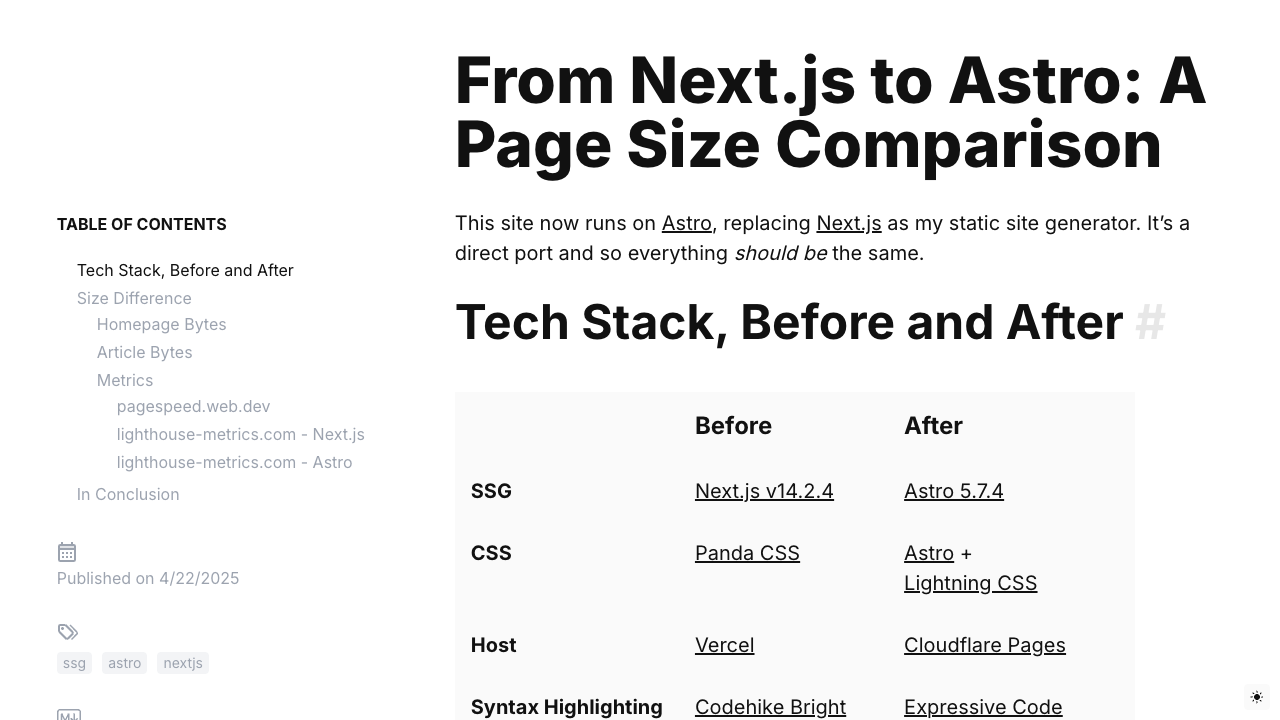 From Next.js to Astro: A
Page Size Comparison
TABLE OF CONTENTS
Tech Stack, Before and After
Size Difference
Homepage Bytes
Article Bytes
Metrics
pagespeed.web.dev
lighthouse-metrics.com - Next.js
lighthouse-metrics.com - Astro
In Conclusion
Published on 4/22/2025
ssg astro nextjs
This site now runs on Astro, replacing Next.js as my static site generator. It’s a
direct port and so everything should be the same.
Tech Stack, Before and After #
Before After
SSG Next.js v14.2.4 Astro 5.7.4
CSS Panda CSS Astro +
Lightning CSS
Host Vercel Cloudflare Pages
Syntax Highlighting Codehike Bright Expressive Code